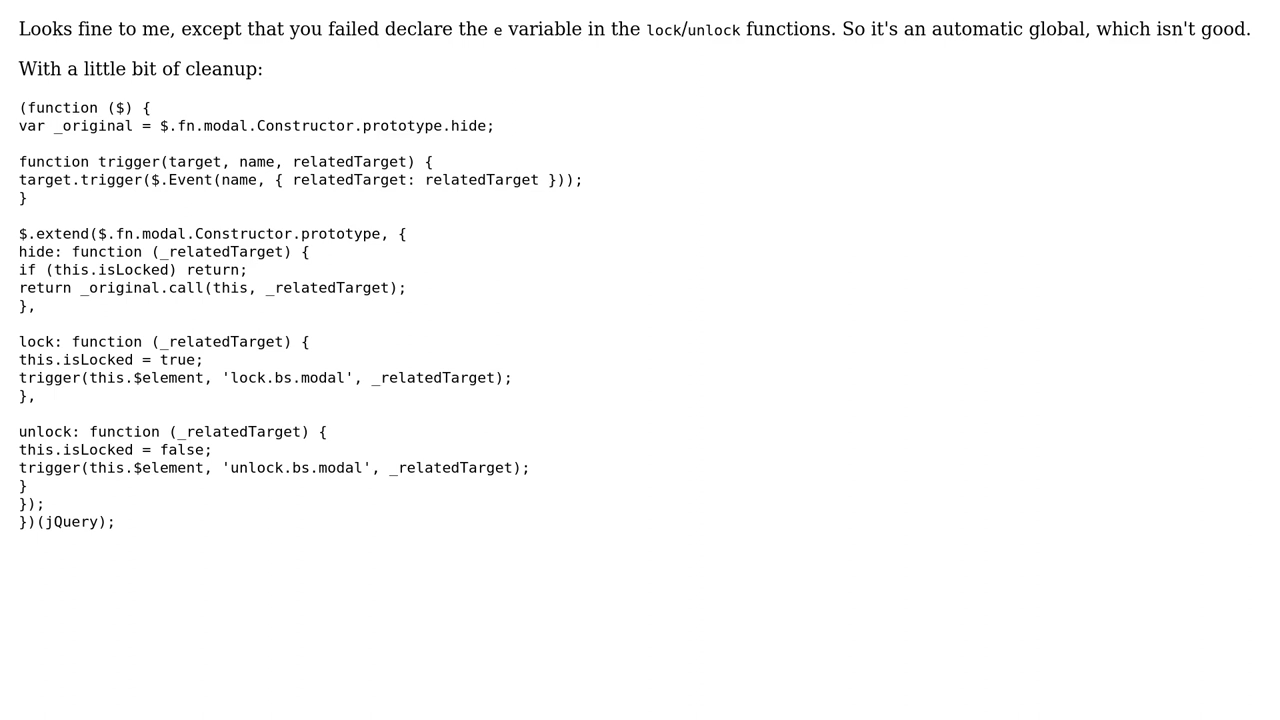 Looks fine to me, except that you failed declare the e variable in the lock/unlock functions. So it's an automatic global, which isn't good.
With a little bit of cleanup:
(function ($) {
var _original = $.fn.modal.Constructor.prototype.hide;
function trigger(target, name, relatedTarget) {
target.trigger($.Event(name, { relatedTarget: relatedTarget }));
}
$.extend($.fn.modal.Constructor.prototype, {
hide: function (_relatedTarget) {
if (this.isLocked) return;
return _original.call(this, _relatedTarget);
},
lock: function (_relatedTarget) {
this.isLocked = true;
trigger(this.$element, 'lock.bs.modal', _relatedTarget);
},
unlock: function (_relatedTarget) {
this.isLocked = false;
trigger(this.$element, 'unlock.bs.modal', _relatedTarget);
}
});
})(jQuery);